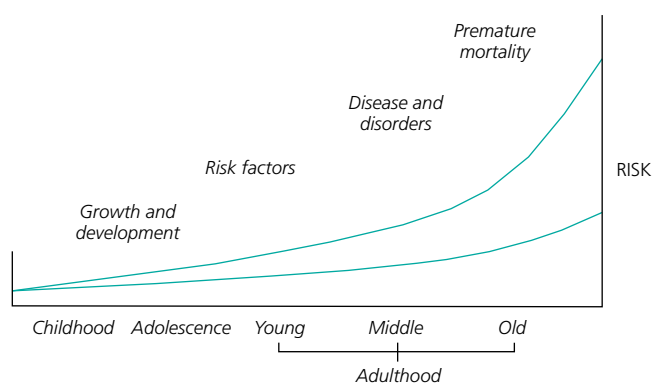 Premature
mortality
Disease and
disorders
Risk factors
RISK
Growth and
development
Childhood Adolescence Young Middle Old
Adulthood